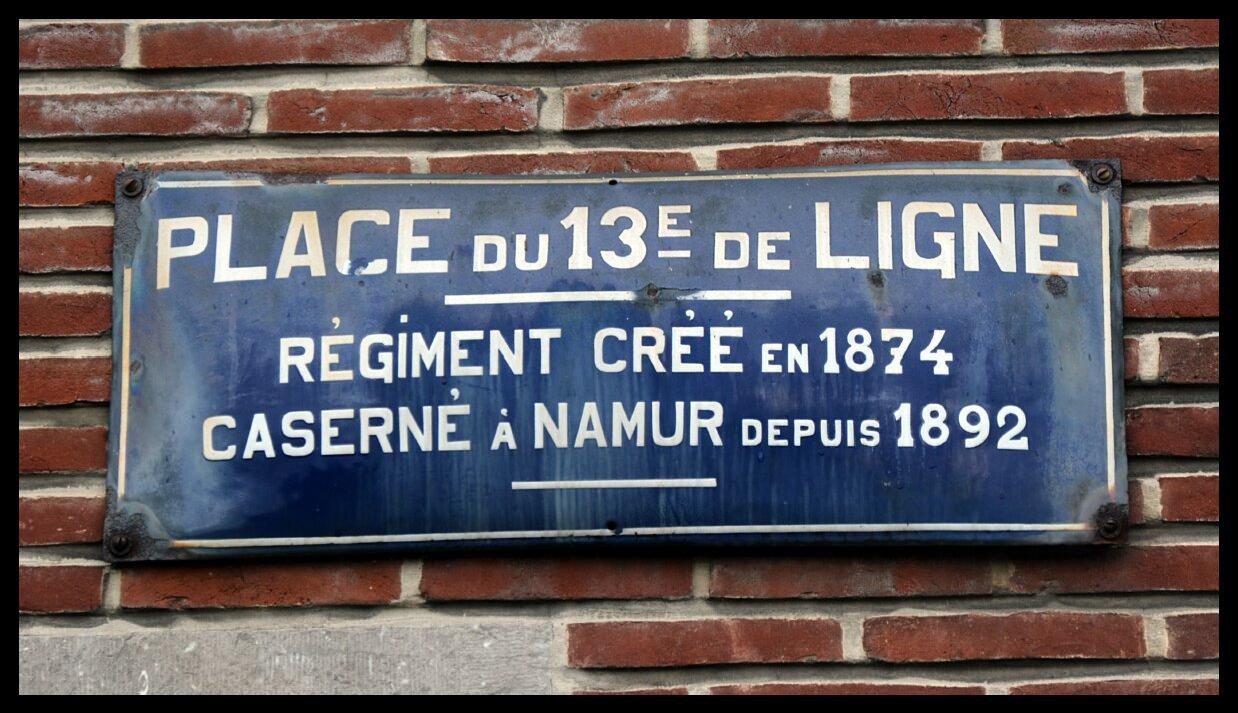 PLACE DU 13E DE LIGNE
RÉGIMENT CRÉÉ EN 1874
CASERNÉ À NAMUR DEPUIS 1892